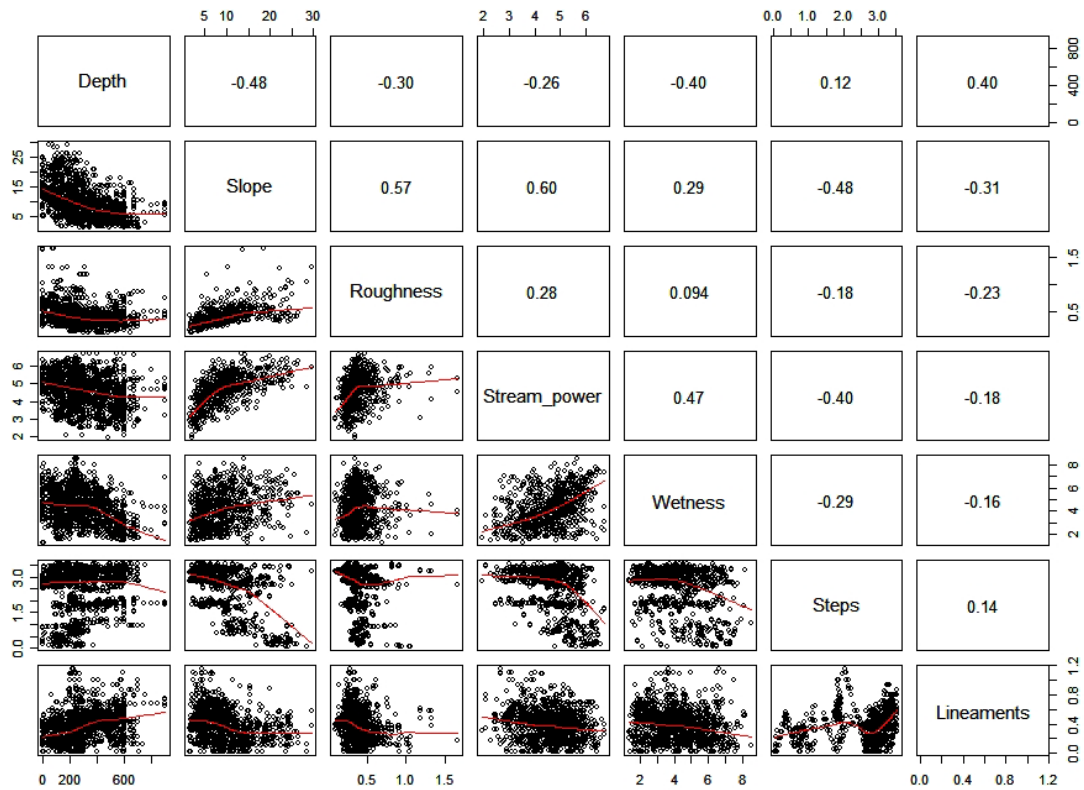 5 10 20 30 2 3 4 5 6 0.0 1.0 2.0 3.0
Depth -0.48 -0.30 -0.26 -0.40 0.12 0.40 0 400 800
5 15 25 Slope 0.57 0.60 0.29 -0.48 -0.31
Roughness 0.28 0.094 -0.18 -0.23 0.5 1.5
2 3 4 5 6 Stream_power 0.47 -0.40 -0.18
Wetness -0.29 -0.16 2 4 6 8
0.0 1.5 3.0 Steps 0.14
Lineaments 0.0 0.4 0.8 1.2
0 200 600 0.5 1.0 1.5 2 4 6 8 0.0 0.4 0.8 1.2